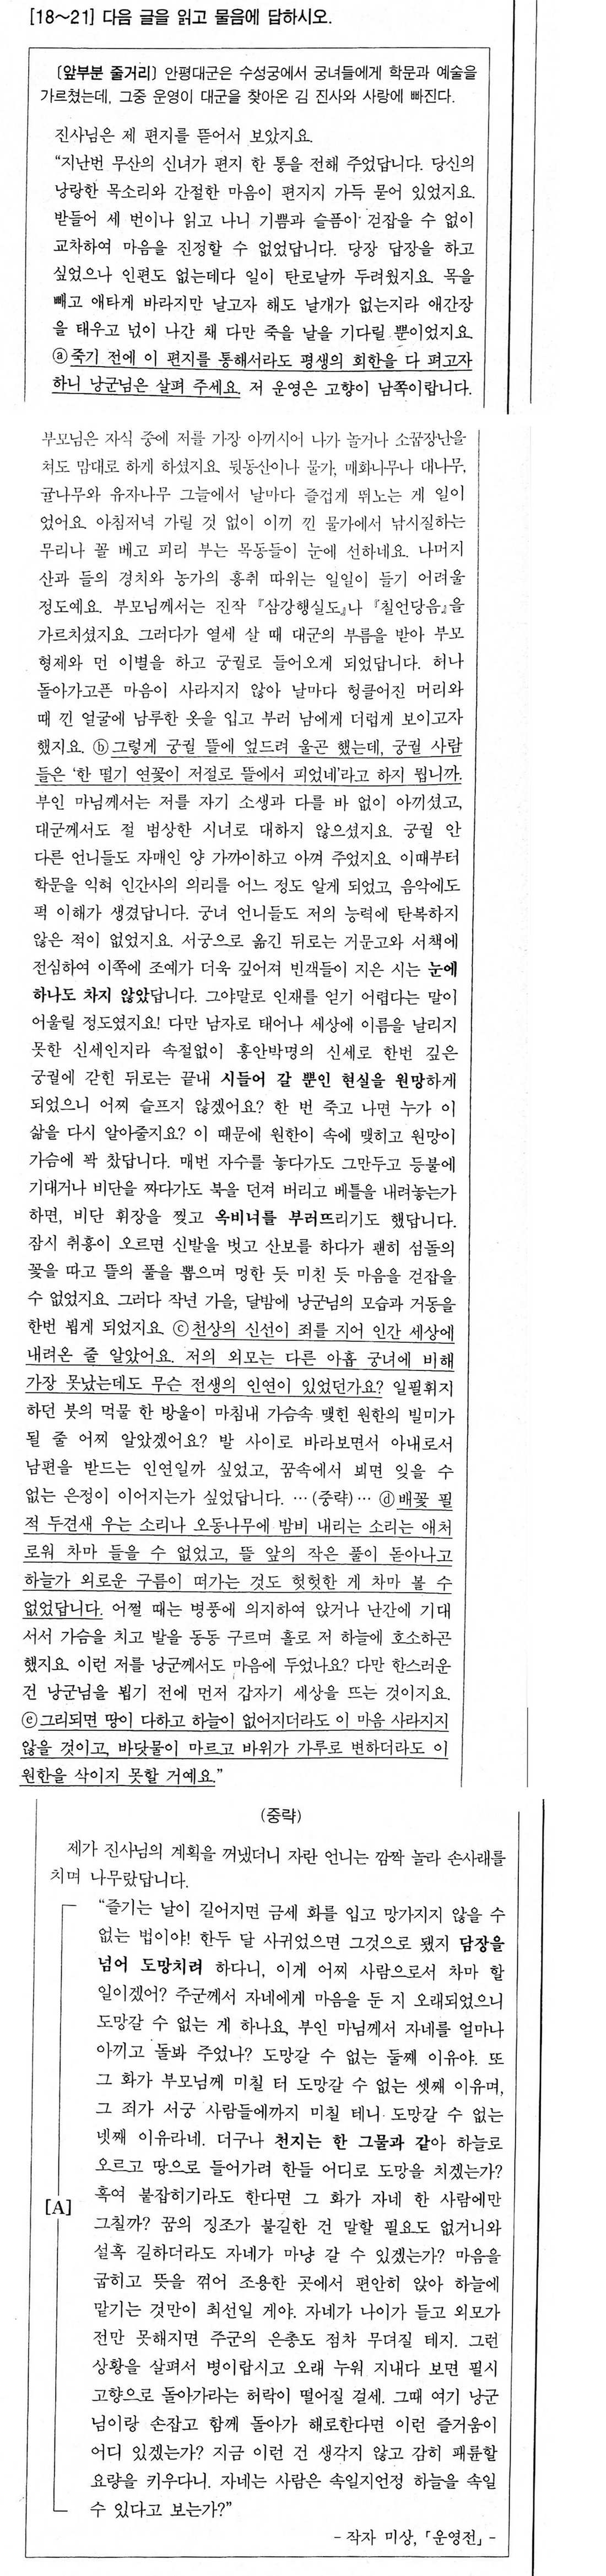 [18~21] 다음 글을 읽고 물음에 답하시오.
[앞부분 줄거리] 안평대군은 수성궁에서 궁녀들에게 학문과 예술을
가르쳤는데, 그중 운영이 대군을 찾아온 김 진사와 사랑에 빠진다.
진사님은 제 편지를 뜯어서 보았지요.
“지난번 무산의 신녀가 편지 한 통을 전해 주었답니다. 당신의
낭랑한 목소리와 간절한 마음이 편지지 가득 묻어 있었지요.
받들어 세 번이나 읽고 나니 기쁨과 슬픔이 걷잡을 수 없이
교차하여 마음을 진정할 수 없었답니다. 당장 답장을 하고
싶었으나 인편도 없는데다 일이 탄로날까 두려웠지요. 목을
빼고 애타게 바라지만 날고자 해도 날개가 없는지라 애간장
을 태우고 넋이 나간 채 다만 죽을 날을 기다릴 뿐이었지요.
ⓐ죽기 전에 이 편지를 통해서라도 평생의 회한을 다 펴고자
하니 낭군님은 살펴 주세요. 저 운영은 고향이 남쪽이랍니다.
부모님은 자식 중에 저를 가장 아끼시어 나가 놀거나 소꿉장난을
쳐도 맘대로 하게 하셨지요. 뒷동산이나 물가, 매화나무나 대나무,
귤나무와 유자나무 그늘에서 날마다 즐겁게 뛰노는 게 일이
었어요. 아침저녁 가릴 것 없이 이끼 낀 물가에서 낚시질하는
무리나 꼴 베고 피리 부는 목동들이 눈에 선하네요. 나머지
산과 들의 경치와 농가의 흥취 따위는 일일이 들기 어려울
정도예요. 부모님께서는 진작 『삼강행실도』나 『칠언당음』을
가르치셨지요. 그러다가 열세 살 때 대군의 부름을 받아 부모
형제와 먼 이별을 하고 궁궐로 들어오게 되었답니다. 허나
돌아가고픈 마음이 사라지지 않아 날마다 헝클어진 머리와
때 낀 얼굴에 남루한 옷을 입고 부러 남에게 더럽게 보이고자
했지요. ⓑ그렇게 궁궐 뜰에 엎드려 울곤 했는데, 궁궐 사람
들은 ‘한 떨기 연꽃이 저절로 뜰에서 피었네’라고 하지 뭡니까.
부인 마님께서는 저를 자기 소생과 다를 바 없이 아끼셨고,
대군께서도 절 범상한 시녀로 대하지 않으셨지요. 궁궐 안
다른 언니들도 자매인 양 가까이하고 아껴 주었지요. 이때부터
학문을 익혀 인간사의 의리를 어느 정도 알게 되었고, 음악에도
퍽 이해가 생겼답니다. 궁녀 언니들도 저의 능력에 탄복하지
않은 적이 없었지요. 서궁으로 옮긴 뒤로는 거문고와 서책에
전심하여 이쪽에 조예가 더욱 깊어져 빈객들이 지은 시는 눈에
하나도 차지 않았답니다. 그야말로 인재를 얻기 어렵다는 말이
어울릴 정도였지요! 다만 남자로 태어나 세상에 이름을 날리지
못한 신세인지라 속절없이 홍안박명의 신세로 한번 깊은
궁궐에 갇힌 뒤로는 끝내 시들어 갈 뿐인 현실을 원망하게
되었으니 어찌 슬프지 않겠어요? 한 번 죽고 나면 누가 이
삶을 다시 알아줄지요? 이 때문에 원한이 속에 맺히고 원망이
가슴에 꽉 찼답니다. 매번 자수를 놓다가도 그만두고 등불에
기대거나 비단을 짜다가도 북을 던져 버리고 베틀을 내려놓는가
하면, 비단 휘장을 찢고 옥비녀를 부러뜨리기도 했답니다.
잠시 취흥이 오르면 신발을 벗고 산보를 하다가 괜히 섬돌의
꽃을 따고 뜰의 풀을 뽑으며 멍한 듯 미친 듯 마음을 걷잡을
수 없었지요. 그러다 작년 가을, 달밤에 낭군님의 모습과 거동을
한번 뵙게 되었지요. ⓒ천상의 신선이 죄를 지어 인간 세상에
내려온 줄 알았어요. 저의 외모는 다른 아홉 궁녀에 비해
가장 못났는데도 무슨 전생의 인연이 있었던가요? 일필휘지
하던 붓의 먹물 한 방울이 마침내 가슴속 맺힌 원한의 빌미가
될 줄 어찌 알았겠어요? 발 사이로 바라보면서 아내로서
남편을 받드는 인연일까 싶었고, 꿈속에서 뵈면 잊을 수
없는 은정이 이어지는가 싶었답니다. …(중략)… ⓓ배꽃 필
적 두견새 우는 소리나 오동나무에 밤비 내리는 소리는 애처
로워 차마 들을 수 없었고, 뜰 앞의 작은 풀이 돋아나고
하늘가 외로운 구름이 떠가는 것도 헛헛한 게 차마 볼 수
없었답니다. 어쩔 때는 병풍에 의지하여 앉거나 난간에 기대
서서 가슴을 치고 발을 동동 구르며 홀로 저 하늘에 호소하곤
했지요. 이런 저를 낭군께서도 마음에 두었나요? 다만 한스러운
건 낭군님을 뵙기 전에 먼저 갑자기 세상을 뜨는 것이지요.
ⓔ그리되면 땅이 다하고 하늘이 없어지더라도 이 마음 사라지지
않을 것이고, 바닷물이 마르고 바위가 가루로 변하더라도 이
원한을 삭이지 못할 거예요.”
(중략)
제가 진사님의 계획을 꺼냈더니 자란 언니는 깜짝 놀라 손사래를
치며 나무랐답니다.
“즐기는 날이 길어지면 금세 화를 입고 망가지지 않을 수
없는 법이야! 한두 달 사귀었으면 그것으로 됐지 담장을
넘어 도망치려 하다니, 이게 어찌 사람으로서 차마 할
일이겠어? 주군께서 자네에게 마음을 둔 지 오래되었으니
도망갈 수 없는 게 하나요, 부인 마님께서 자네를 얼마나
아끼고 돌봐 주었나? 도망갈 수 없는 둘째 이유야. 또
그 화가 부모님께 미칠 터 도망갈 수 없는 셋째 이유며,
그 죄가 서궁 사람들에까지 미칠 테니 도망갈 수 없는
넷째 이유라네. 더구나 천지는 한 그물과 같아 하늘로
오르고 땅으로 들어가려 한들 어디로 도망을 치겠는가?
[A] 혹여 붙잡히기라도 한다면 그 화가 자네 한 사람에만
그칠까? 꿈의 징조가 불길한 건 말할 필요도 없거니와
설혹 길하더라도 자네가 마냥 갈 수 있겠는가? 마음을
굽히고 뜻을 꺾어 조용한 곳에서 편안히 앉아 하늘에
맡기는 것만이 최선일 게야. 자네가 나이가 들고 외모가
전만 못해지면 주군의 은총도 점차 무뎌질 테지. 그런
상황을 살펴서 병이랍시고 오래 누워 지내다 보면 필시
고향으로 돌아가라는 허락이 떨어질 걸세. 그때 여기 낭군
님이랑 손잡고 함께 돌아가 해로한다면 이런 즐거움이
어디 있겠는가? 지금 이런 건 생각지 않고 감히 패륜할
요량을 키우다니. 자네는 사람은 속일지언정 하늘을 속일
수 있다고 보는가?”
- 작자 미상, 「운영전」 -